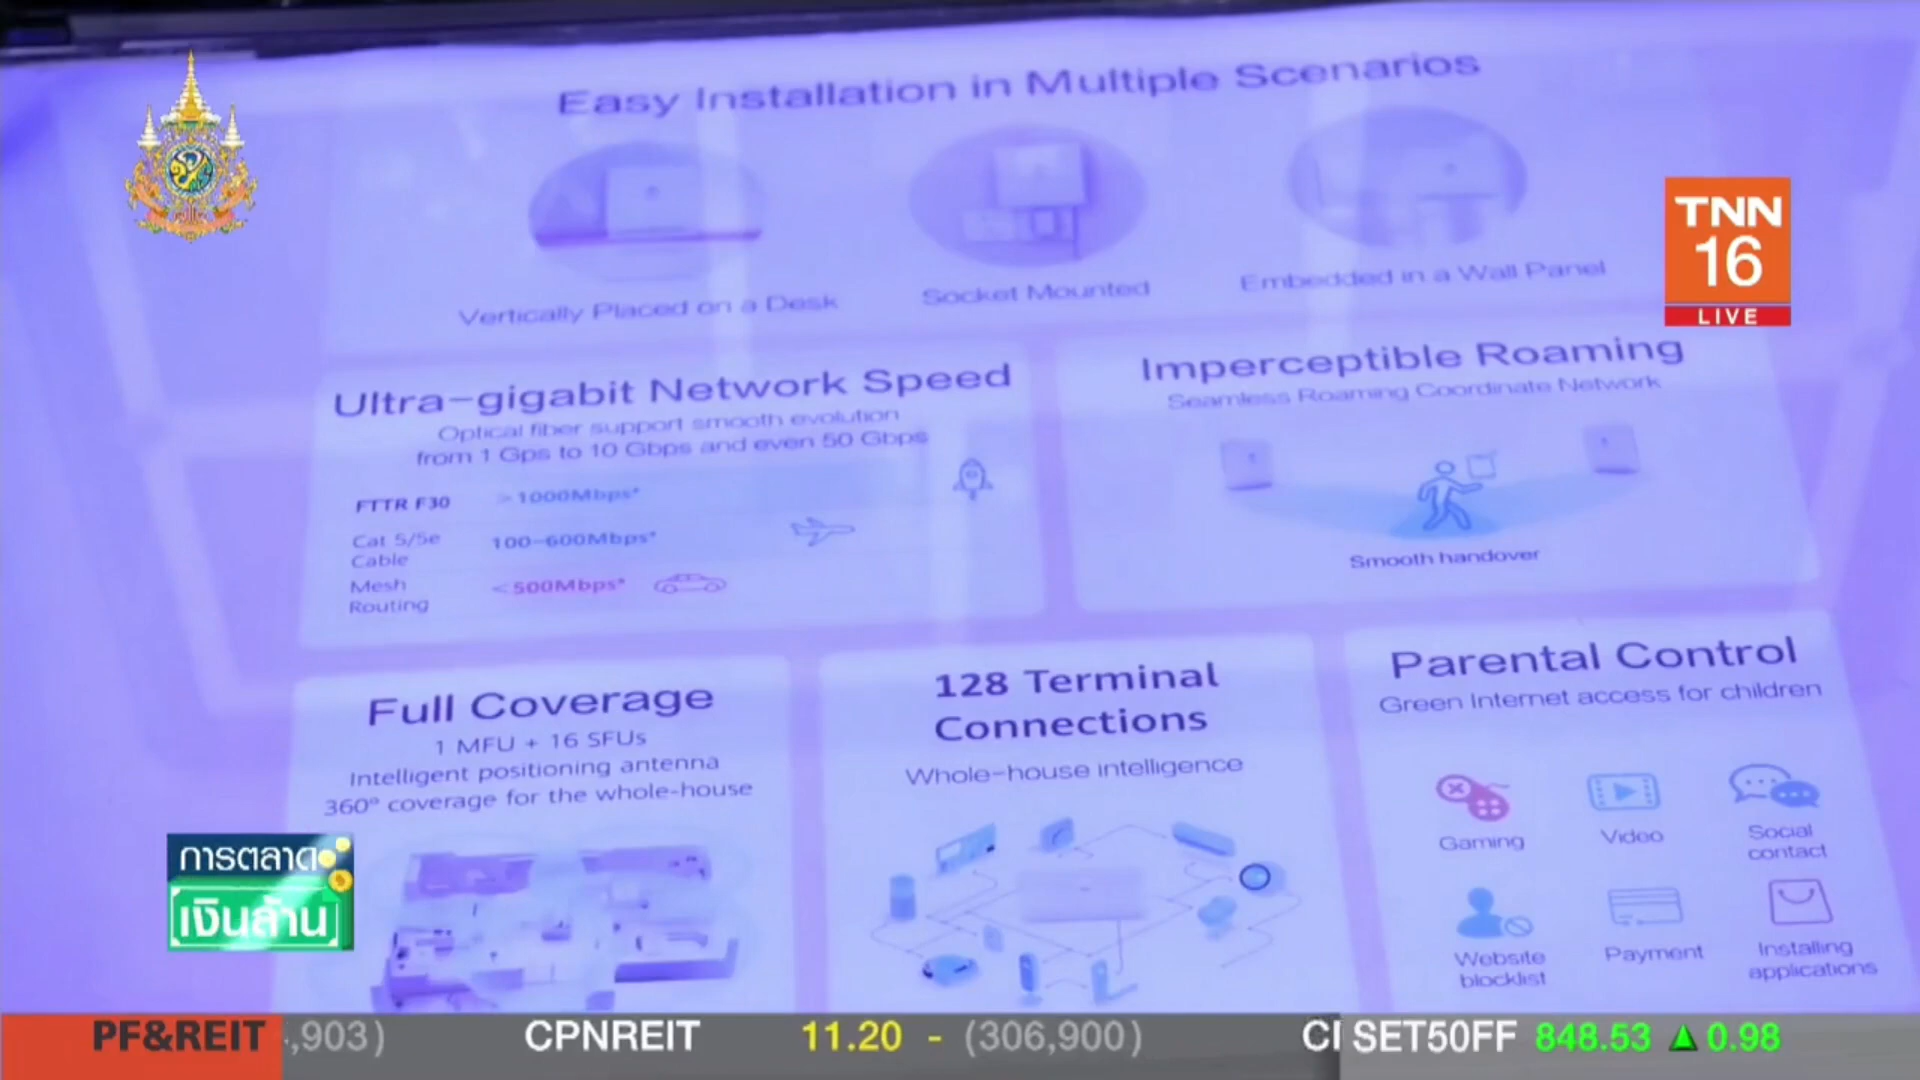 Easy Installation in Multiple Scenarios
Vertically Placed on a Desk
Socket Mounted
Embedded in a Wall Panel
TNN
16
LIVE
Ultra-gigabit Network Speed
Optical fiber support smooth evolution
from 1 Gps to 10 Gbps and even 50 Gbps
FTTR F30 >1000Mbps*
Cat 5/5e
Cable
100-600Mbps*
Mesh
Routing
<500Mbps*
Imperceptible Roaming
Seamless Roaming Coordinate Network
Smooth handover
Full Coverage
1 MFU + 16 SFUs
Intelligent positioning antenna
360° coverage for the whole-house
128 Terminal
Connections
Whole-house intelligence
Parental Control
Green Internet access for children
Gaming
Video
Social
contact
Website
blocklist
Payment
Installing
applications
การตลาด
เงินล้าน
PF&REIT ,903) CPNREIT 11.20 - (306,900) CI SET50FF 848.53 ▲ 0.98